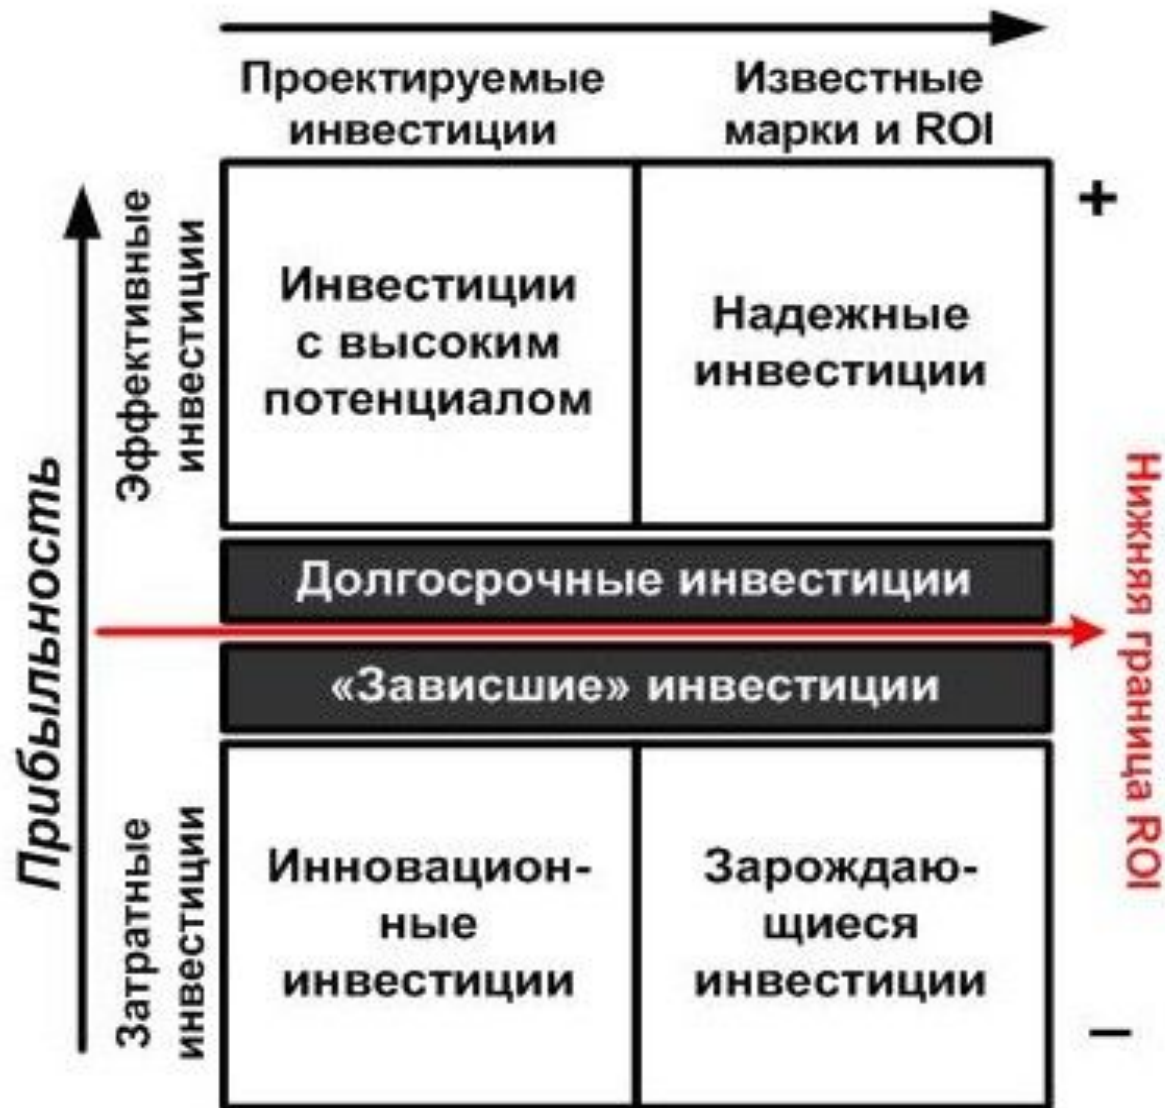 Проектируемые
инвестиции
Известные
марки и ROI
Прибыльность
Эффективные
инвестиции
Инвестиции
с высоким
потенциалом
Надежные
инвестиции
+
Долгосрочные инвестиции
«Зависшие» инвестиции
Нижняя граница ROI
Затратные
инвестиции
Инновацион-
ные
инвестиции
Зарождаю-
щиеся
инвестиции
–